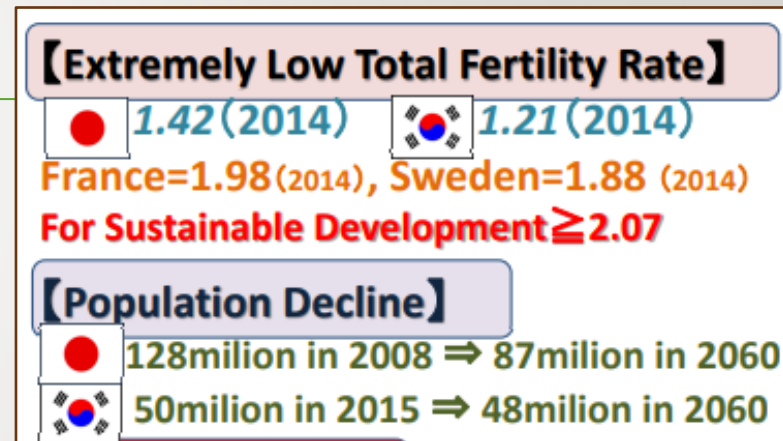 【Extremely Low Total Fertility Rate】
1.42(2014) 1.21(2014)
France=1.98(2014), Sweden=1.88 (2014)
For Sustainable Development≧2.07
【Population Decline】
128milion in 2008 ⇒ 87milion in 2060
50milion in 2015 ⇒ 48milion in 2060